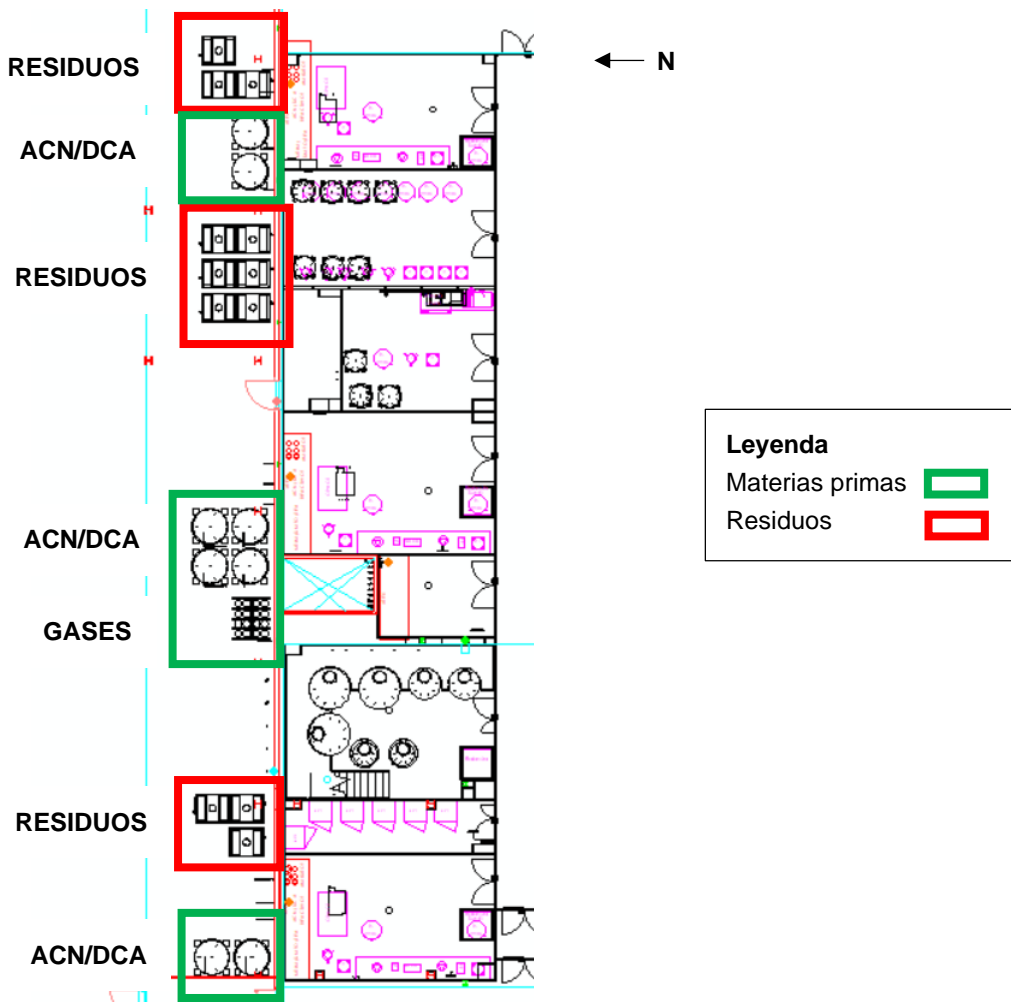 RESIDUOS
N
ACN/DCA
RESIDUOS
ACN/DCA
GASES
RESIDUOS
ACN/DCA
Leyenda
Materias primas
Residuos